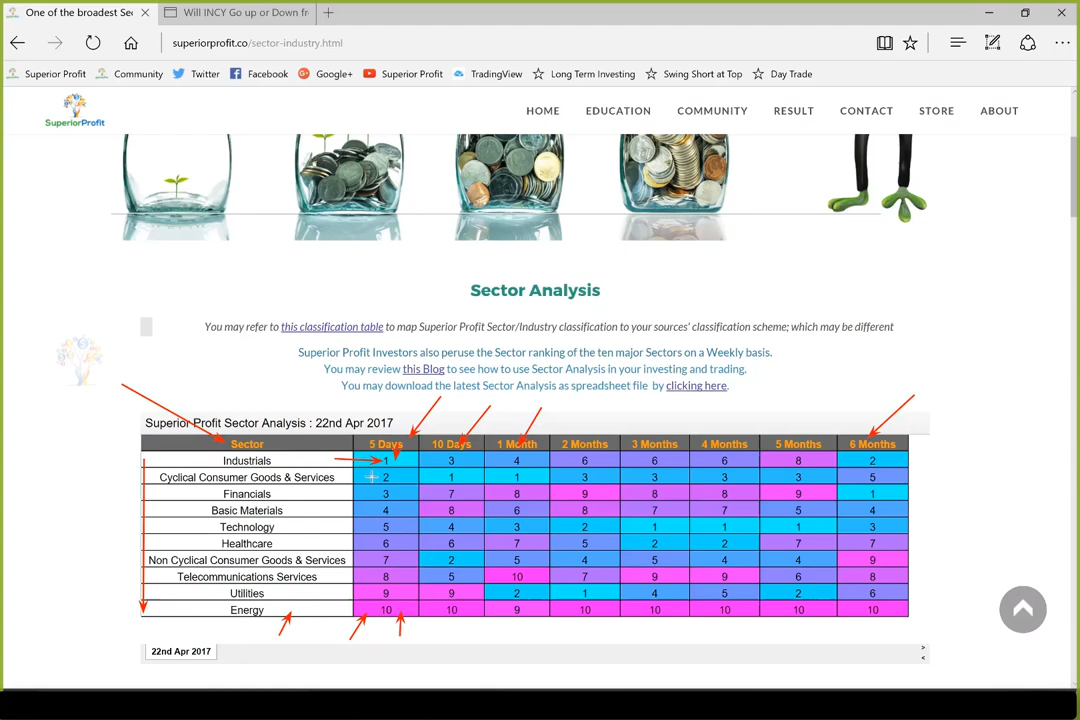 One of the broadest Sec
Will INCY Go up or Down fr
superiorprofit.co/sector-industry.html
Superior Profit Community Twitter Facebook Google+ Superior Profit TradingView Long Term Investing Swing Short at Top Day Trade
SuperiorProfit
HOME EDUCATION COMMUNITY RESULT CONTACT STORE ABOUT
Sector Analysis
You may refer to this classification table to map Superior Profit Sector/Industry classification to your sources' classification scheme; which may be different
Superior Profit Investors also peruse the Sector ranking of the ten major Sectors on a Weekly basis.
You may review this Blog to see how to use Sector Analysis in your investing and trading.
You may download the latest Sector Analysis as spreadsheet file by clicking here.
Superior Profit Sector Analysis : 22nd Apr 2017
Sector 5 Days 10 Days 1 Month 2 Months 3 Months 4 Months 5 Months 6 Months
Industrials 1 3 4 6 6 6 8 2
Cyclical Consumer Goods & Services 2 1 1 3 3 3 3 5
Financials 3 7 8 9 8 8 9 1
Basic Materials 4 8 6 8 7 7 5 4
Technology 5 4 3 2 1 1 1 3
Healthcare 6 6 7 5 2 2 7 7
Non Cyclical Consumer Goods & Services 7 2 5 4 5 4 4 9
Telecommunications Services 8 5 10 7 9 9 6 8
Utilities 9 9 2 1 4 5 2 6
Energy 10 10 9 10 10 10 10 10
22nd Apr 2017